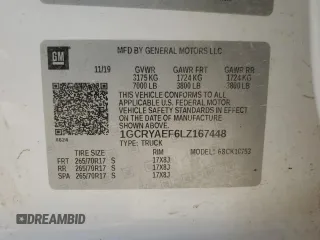 GM
MFD BY GENERAL MOTORS LLC
11/19 GVWR GAWR FRT GAWR RR
3175 KG 1724 KG 1724 KG
7000 LB 3800 LB 3800 LB
THIS VEHICLE CONFORMS TO ALL APPLICABLE
U.S. FEDERAL MOTOR VEHICLE SAFETY
STANDARDS IN EFFECT ON THE DATE OF
MANUFACTURE SHOWN ABOVE.
1GCRYAEF6LZ167448
TYPE: TRUCK
TIRE SIZE RIM
FRT 265/70R17 S 17X8J
RR 265/70R17 S 17X8J
SPA 265/70R17 S 17X8J
DREAMBID